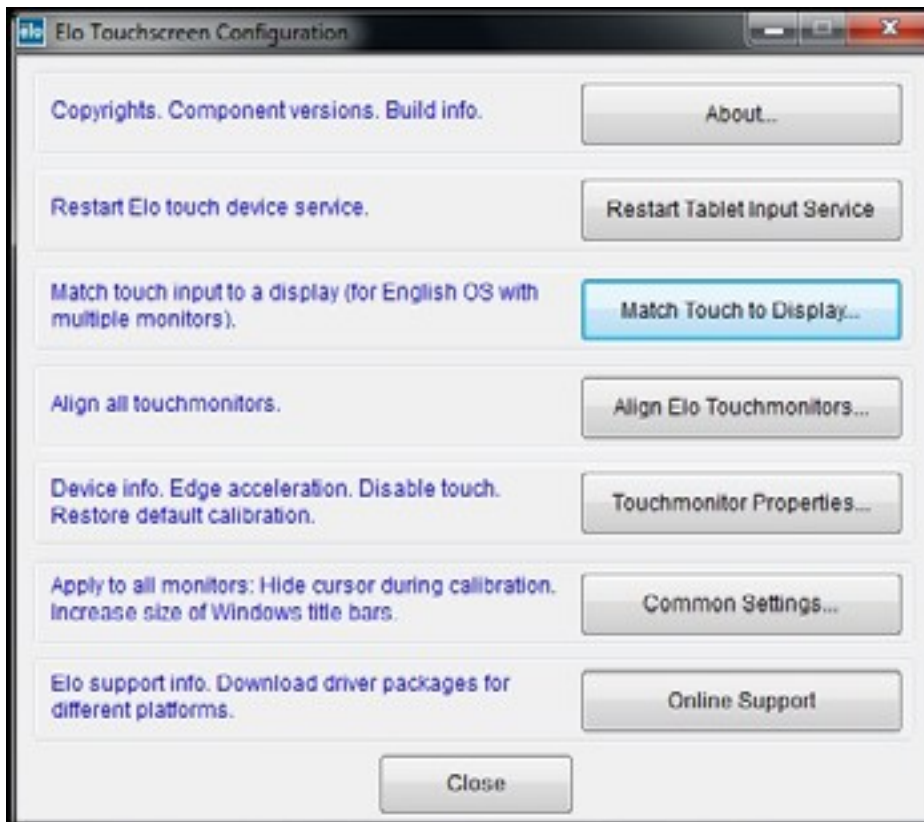 elo Elo Touchscreen Configuration
Copyrights. Component versions. Build info.
About...
Restart Elo touch device service.
Restart Tablet Input Service
Match touch input to a display (for English OS with
multiple monitors).
Match Touch to Display...
Align all touchmonitors.
Align Elo Touchmonitors...
Device info. Edge acceleration. Disable touch.
Restore default calibration.
Touchmonitor Properties...
Apply to all monitors: Hide cursor during calibration.
Increase size of Windows title bars.
Common Settings...
Elo support info. Download driver packages for
different platforms.
Online Support
Close